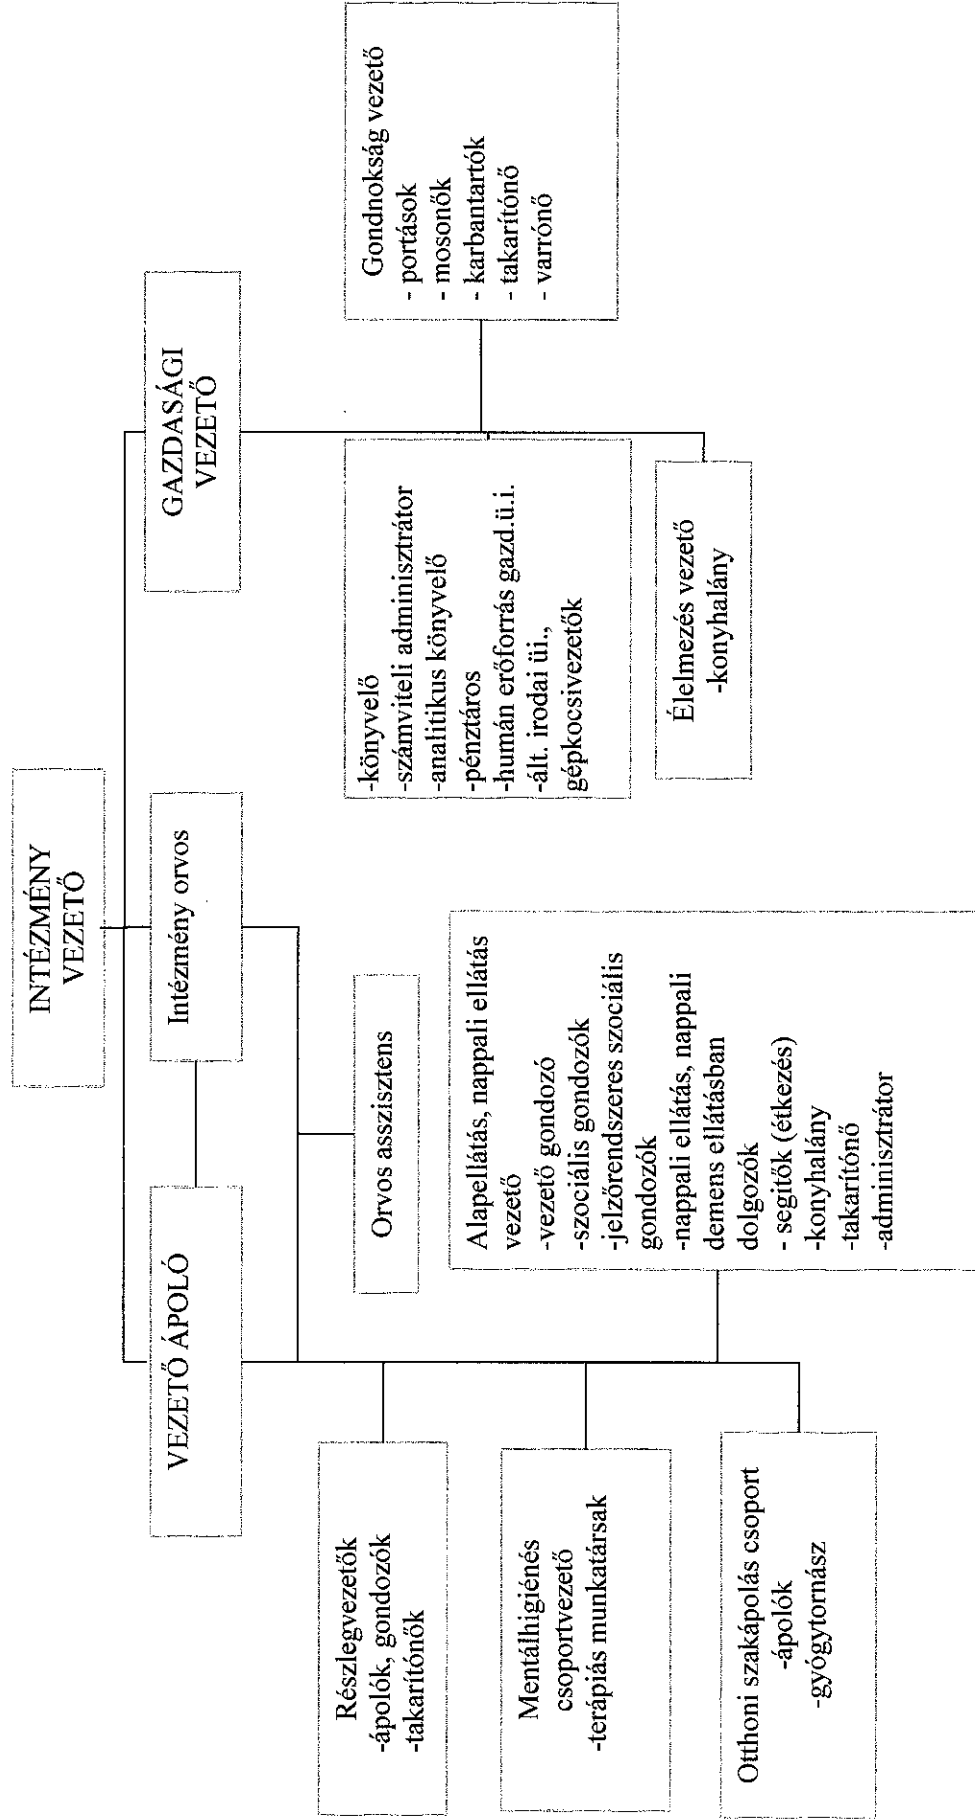 INTÉZMÉNY
VEZETŐ
VEZETŐ ÁPOLÓ
Intézmény orvos
GAZDASÁGI
VEZETŐ
Részlegvezetők
-ápolók, gondozók
-takarítónők
Orvos asszisztens
-könyvelő
-számviteli adminisztrátor
-analitikus könyvelő
-pénztáros
-humán erőforrás gazd.ü.i.
-ált. irodai üi.,
gépkocsivezetők
Gondnokság vezető
- portások
- mosonők
- karbantartók
- takarítónő
- varrónő
Mentálhigiénés
csoportvezető
-terápiás munkatársak
Alapellátás, nappali ellátás
vezető
-vezető gondozó
-szociális gondozók
-jelzőrendszeres szociális
gondozók
-nappali ellátás, nappali
demens ellátásban
dolgozók
- segitők (étkezés)
-konyhalány
-takarítónő
-adminisztrátor
Élelmezés vezető
-konyhalány
Otthoni szakápolás csoport
-ápolók
-gyógytornász